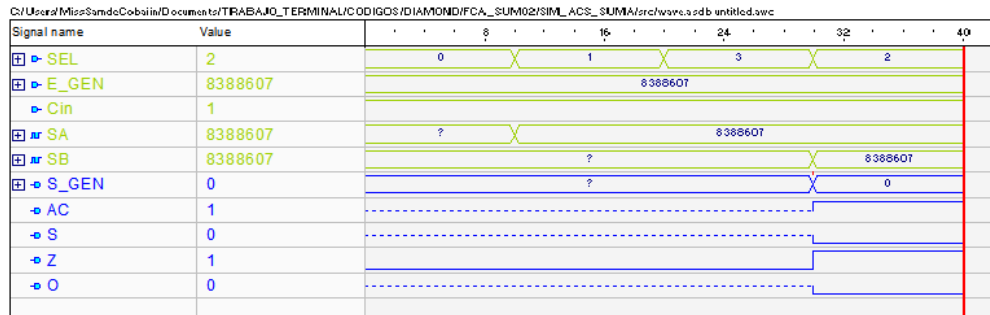 C:/Users/MissSamdeCobaiin/Documents/TRABAJO_TERMINAL/CODIGOS/DIAMOND/FCA_SUM02/SIM_ACS_SUMA/src/wave.asdb untitled.awc
Signal name Value 8 16 24 32 40
SEL 2 0 1 3 2
E_GEN 8388607 8388607
Cin 1
SA 8388607 ? 8388607
SB 8388607 ? 8388607
S_GEN 0 ? 0
AC 1
S 0
Z 1
O 0